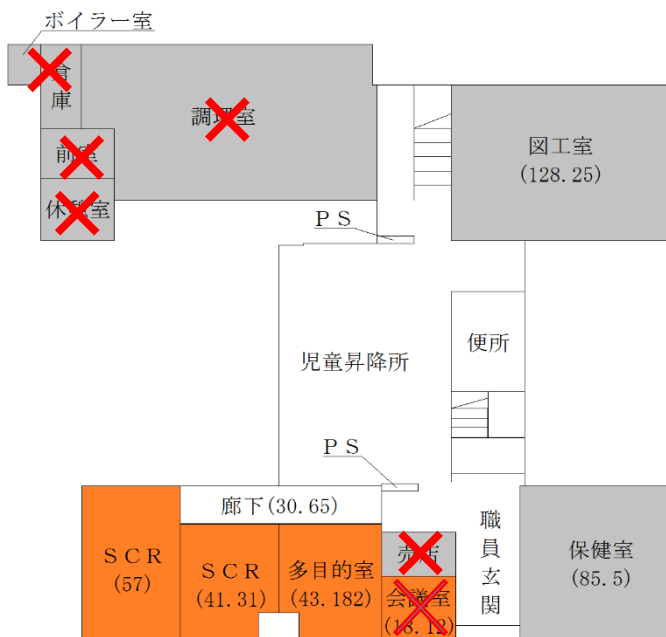 ボイラー室
倉
庫
調理室
前室
休憩室
図工室
(128.25)
PS
便所
児童昇降所
PS
廊下(30.65)
SCR
(57)
SCR
(41.31)
多目的室
(43.182)
売店
会議室
(18.12)
職
員
玄
関
保健室
(85.5)